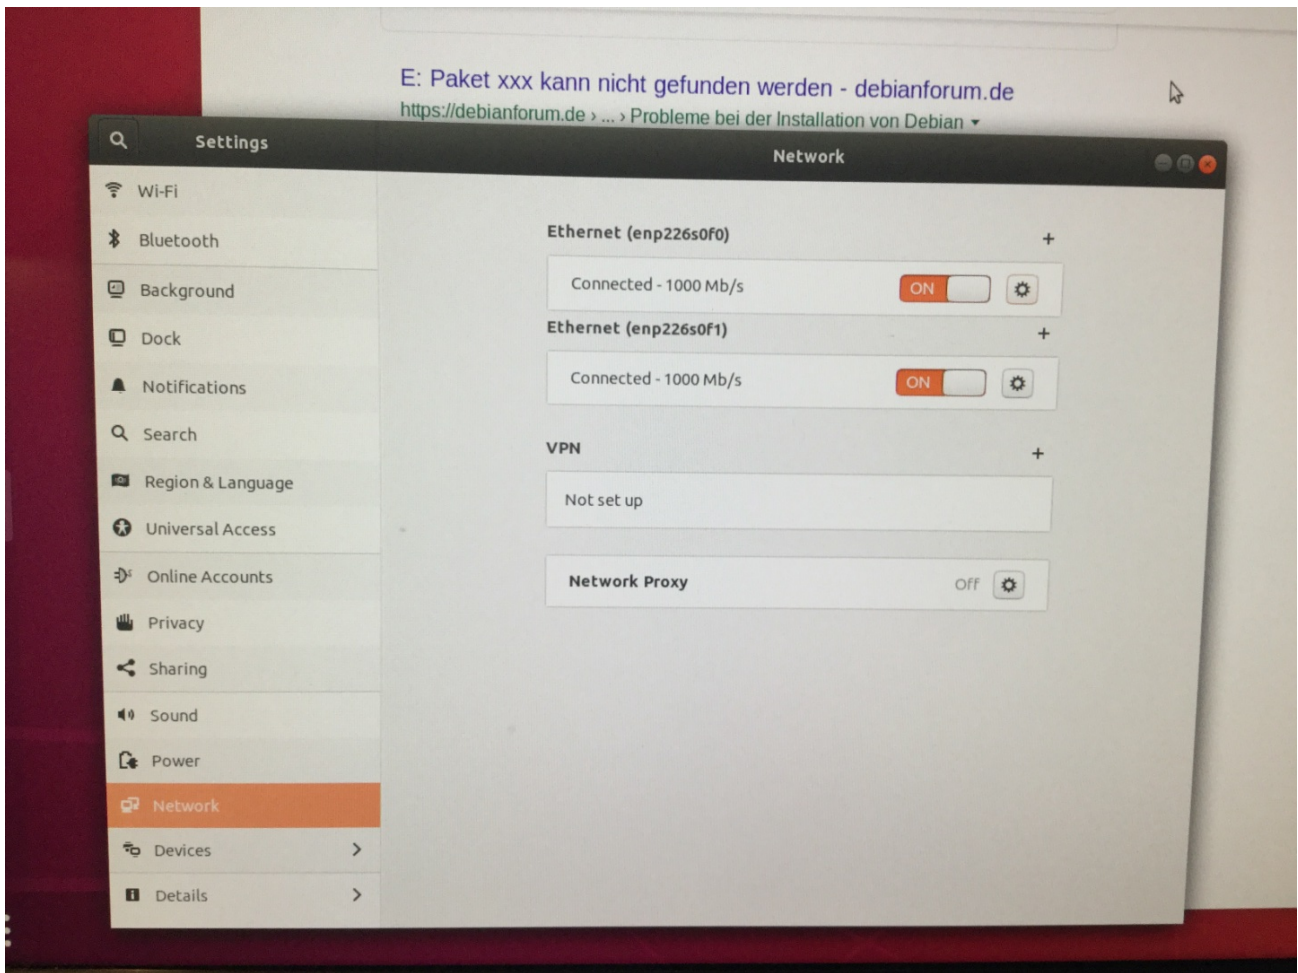 E: Paket xxx kann nicht gefunden werden - debianforum.de
https://debianforum.de › ... › Probleme bei der Installation von Debian
Settings
Network
Wi-Fi
Bluetooth
Background
Dock
Notifications
Search
Region & Language
Universal Access
Online Accounts
Privacy
Sharing
Sound
Power
Network
Devices
Details
Ethernet (enp226s0f0)
Connected - 1000 Mb/s
ON
Ethernet (enp226s0f1)
Connected - 1000 Mb/s
ON
VPN
Not set up
Network Proxy
Off